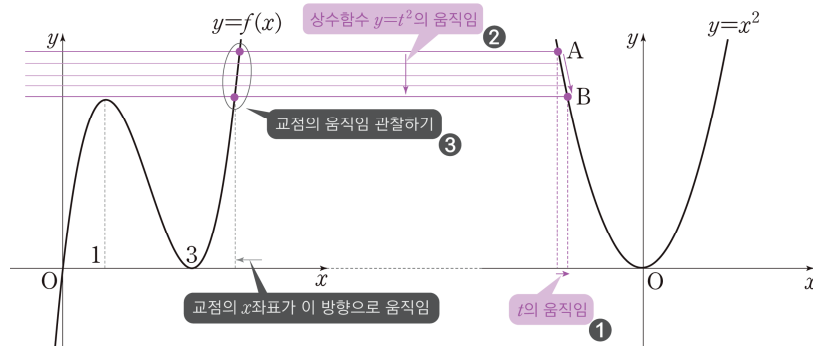 y=f(x)
상수함수 y=t²의 움직임
❷
y
A
B
y
y=x²
교점의 움직임 관찰하기
❸
1
3
O
x
O
x
교점의 x좌표가 이 방향으로 움직임
t의 움직임
❶